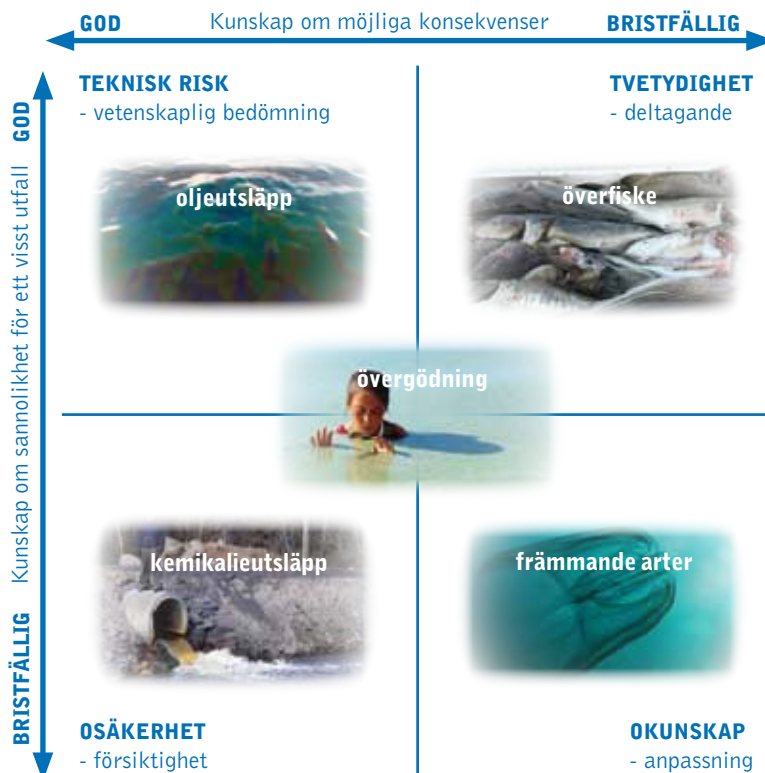 GOD Kunskap om möjliga konsekvenser BRISTFÄLLIG
GOD
Kunskap om sannolikhet för ett visst utfall
BRISTFÄLLIG
TEKNISK RISK
- vetenskaplig bedömning
TVETYDIGHET
- deltagande
oljeutsläpp
överfiske
övergödning
kemikalieutsläpp
främmande arter
OSÄKERHET
- försiktighet
OKUNSKAP
- anpassning